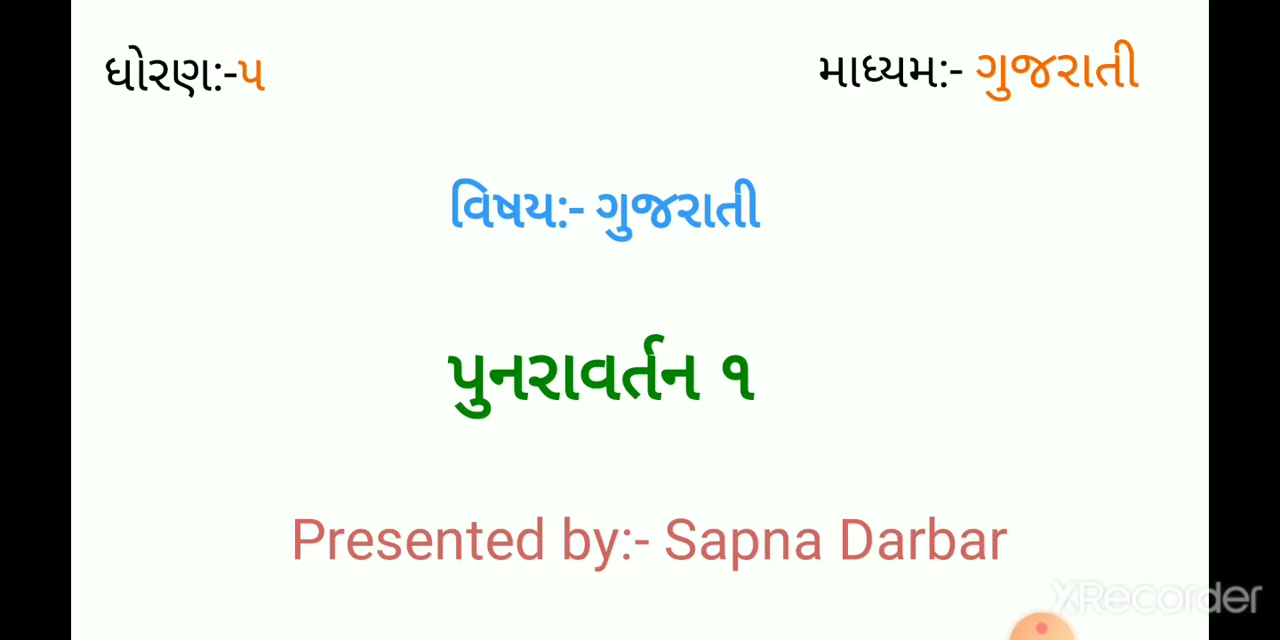 ધોરણ:-૫ માધ્યમ:- ગુજરાતી
વિષય:- ગુજરાતી
પુનરાવર્તન ૧
Presented by:- Sapna Darbar
XRecorder